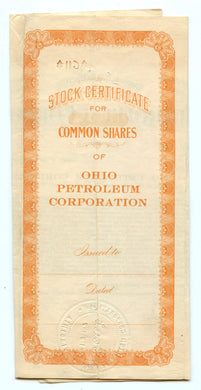 STOCK CERTIFICATE
FOR
COMMON SHARES
OF
OHIO
PETROLEUM
CORPORATION
Issued to
Dated